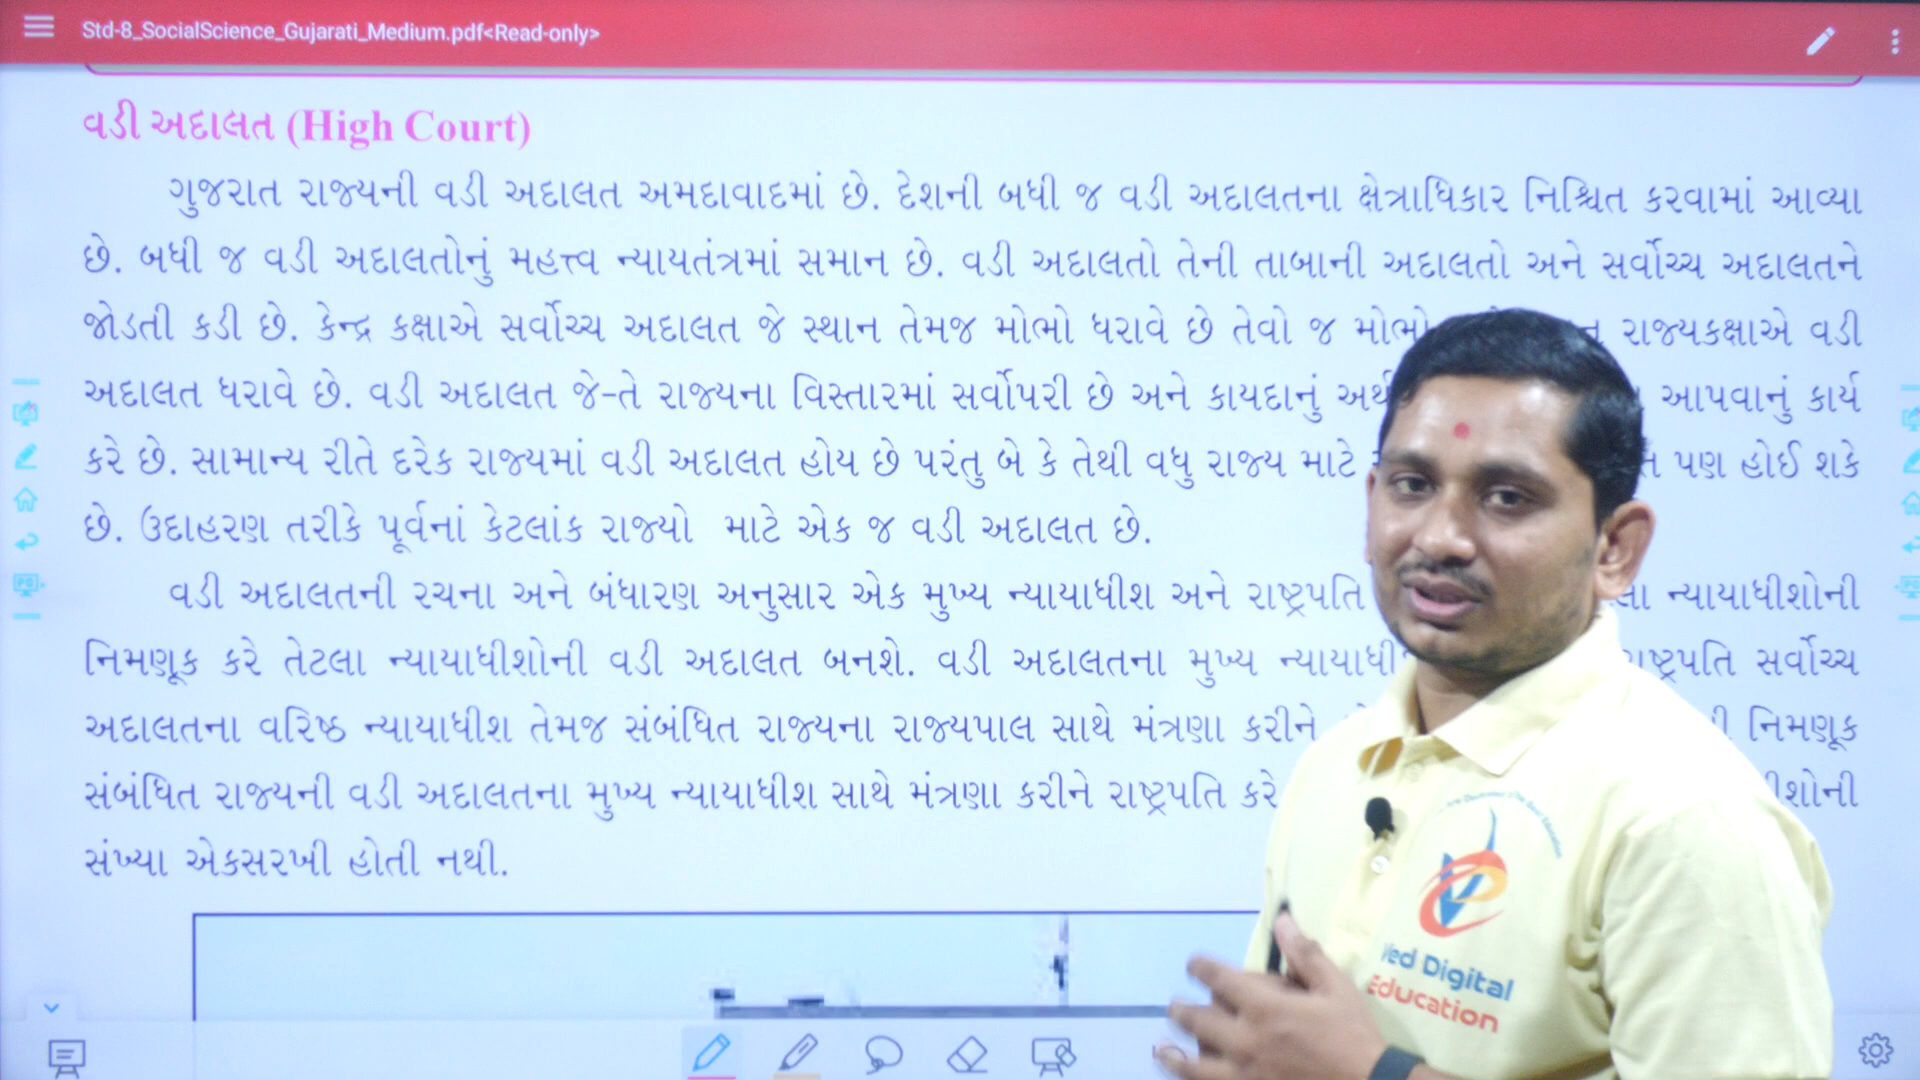 Std-8_SocialScience_Gujarati_Medium.pdf<Read-only>
વડી અદાલત (High Court)
ગુજરાત રાજ્યની વડી અદાલત અમદાવાદમાં છે. દેશની બધી જ વડી અદાલતના ક્ષેત્રાધિકાર નિશ્ચિત કરવામાં આવ્યા
છે. બધી જ વડી અદાલતોનું મહત્ત્વ ન્યાયતંત્રમાં સમાન છે. વડી અદાલતો તેની તાબાની અદાલતો અને સર્વોચ્ચ અદાલતને
જોડતી કડી છે. કેન્દ્ર કક્ષાએ સર્વોચ્ચ અદાલત જે સ્થાન તેમજ મોભો ધરાવે છે તેવો જ મોભો રાજ્યકક્ષાએ વડી
અદાલત ધરાવે છે. વડી અદાલત જે-તે રાજ્યના વિસ્તારમાં સર્વોપરી છે અને કાયદાનું આપવાનું કાર્ય
કરે છે. સામાન્ય રીતે દરેક રાજ્યમાં વડી અદાલત હોય છે પરંતુ બે કે તેથી વધુ રાજ્ય માટે પણ હોઈ શકે
છે. ઉદાહરણ તરીકે પૂર્વનાં કેટલાંક રાજ્યો માટે એક જ વડી અદાલત છે.
વડી અદાલતની રચના અને બંધારણ અનુસાર એક મુખ્ય ન્યાયાધીશ અને રાષ્ટ્રપતિ ન્યાયાધીશોની
નિમણૂક કરે તેટલા ન્યાયાધીશોની વડી અદાલત બનશે. વડી અદાલતના મુખ્ય સર્વોચ્ચ
અદાલતના વરિષ્ઠ ન્યાયાધીશ તેમજ સંબંધિત રાજ્યના રાજ્યપાલ સાથે મંત્રણા કરીને નિમણૂક
સંબંધિત રાજ્યની વડી અદાલતના મુખ્ય ન્યાયાધીશ સાથે મંત્રણા કરીને રાષ્ટ્રપતિ કરે
સંખ્યા એકસરખી હોતી નથી.
Ved Digital
Education